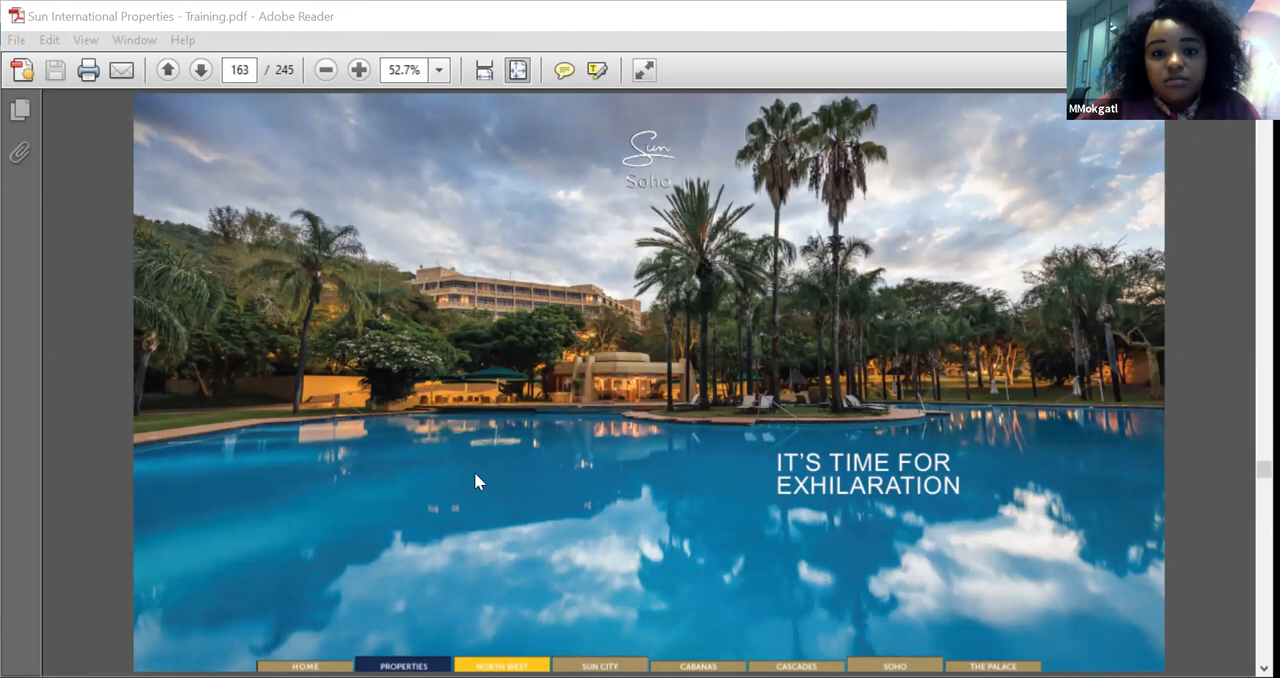 Sun International Properties - Training.pdf - Adobe Reader
File Edit View Window Help
163 / 245 52.7%
MMokgatl
Sun
Soho
IT'S TIME FOR
EXHILARATION
HOME PROPERTIES NORTH WEST SUN CITY CABANAS CASCADES SOHO THE PALACE